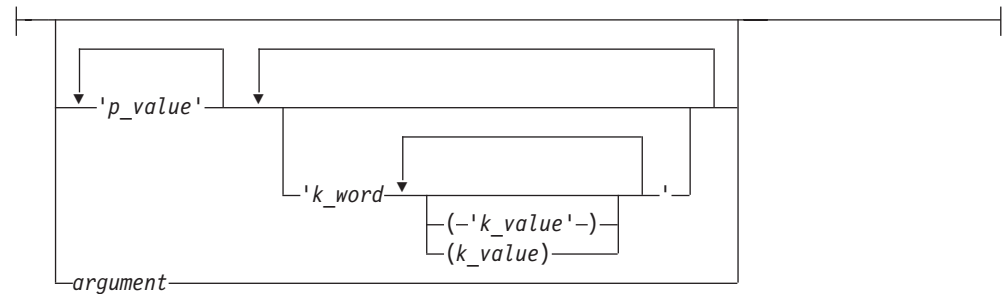 'p_value'
'k_word '
('k_value')
(k_value)
argument